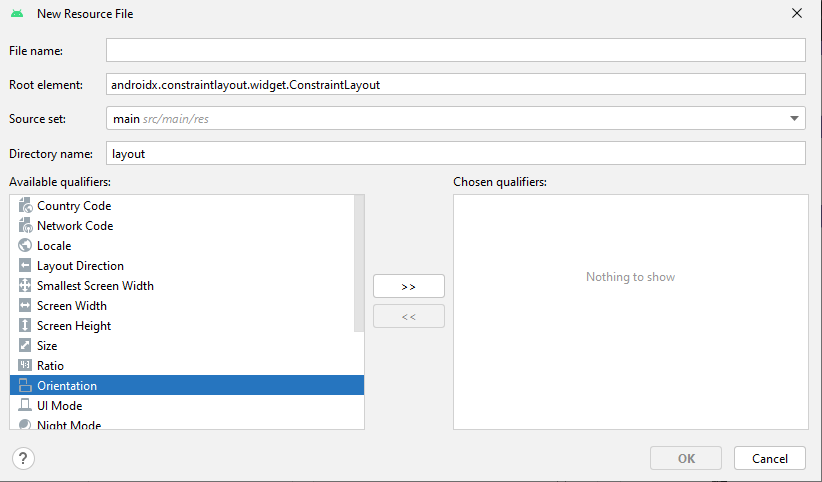 New Resource File
File name:
Root element: androidx.constraintlayout.widget.ConstraintLayout
Source set: main src/main/res
Directory name: layout
Available qualifiers:
Chosen qualifiers:
Country Code
Network Code
Locale
Layout Direction
Smallest Screen Width
Screen Width
Screen Height
Size
4:3 Ratio
Orientation
UI Mode
Night Mode
>>
<<
Nothing to show
?
OK
Cancel